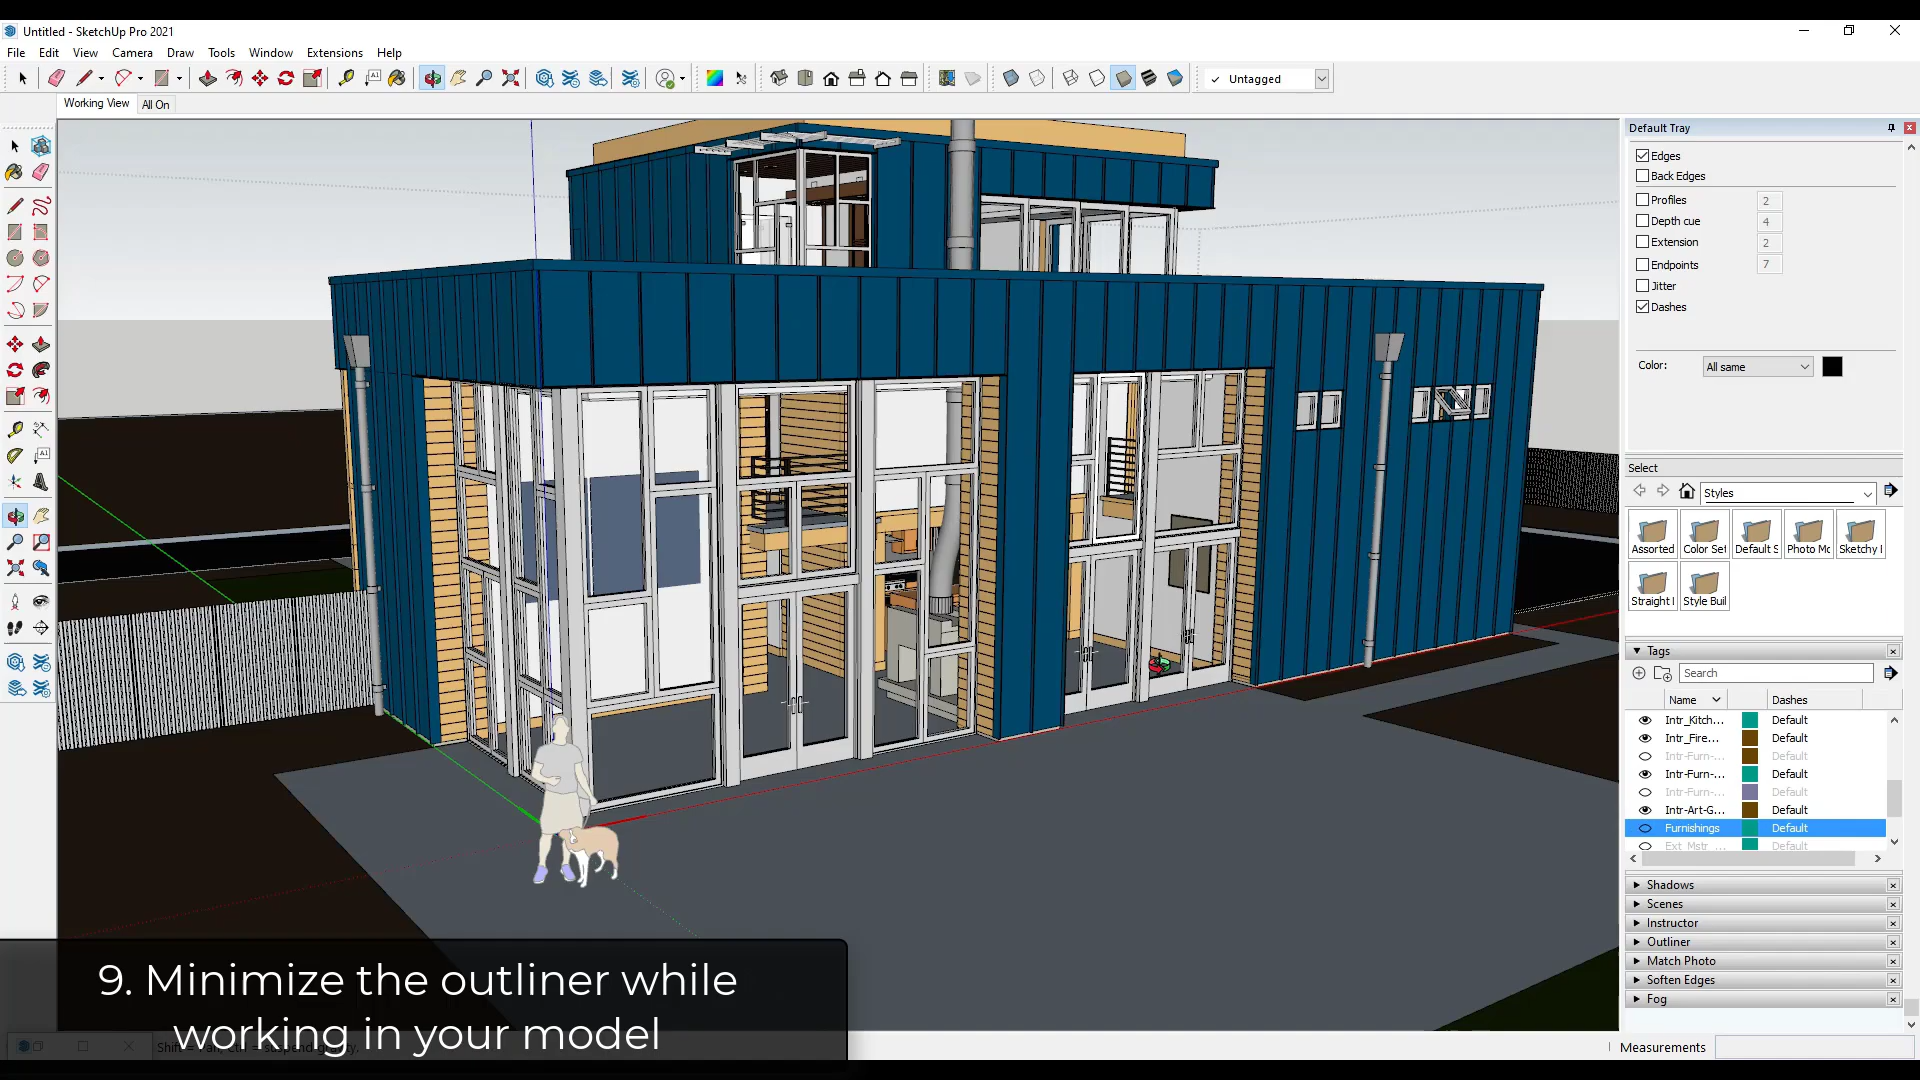 Untitled - SketchUp Pro 2021
File Edit View Camera Draw Tools Window Extensions Help
Untagged
Working View All On
Default Tray
Edges
Back Edges
Profiles 2
Depth cue 4
Extension 2
Endpoints 7
Jitter
Dashes
Color: All same
Select
Styles
Assorted Color Set Default S Photo Mc Sketchy I
Straight I Style Buil
Tags
Search
Name Dashes
Intr_Kitch... Default
Intr_Fire... Default
Intr-Furn-... Default
Intr-Furn-... Default
Intr-Furn-... Default
Intr-Art-G... Default
Furnishings Default
Ext_Mstr_... Default
Shadows
Scenes
Instructor
Outliner
Match Photo
Soften Edges
Fog
9. Minimize the outliner while
working in your model
Measurements